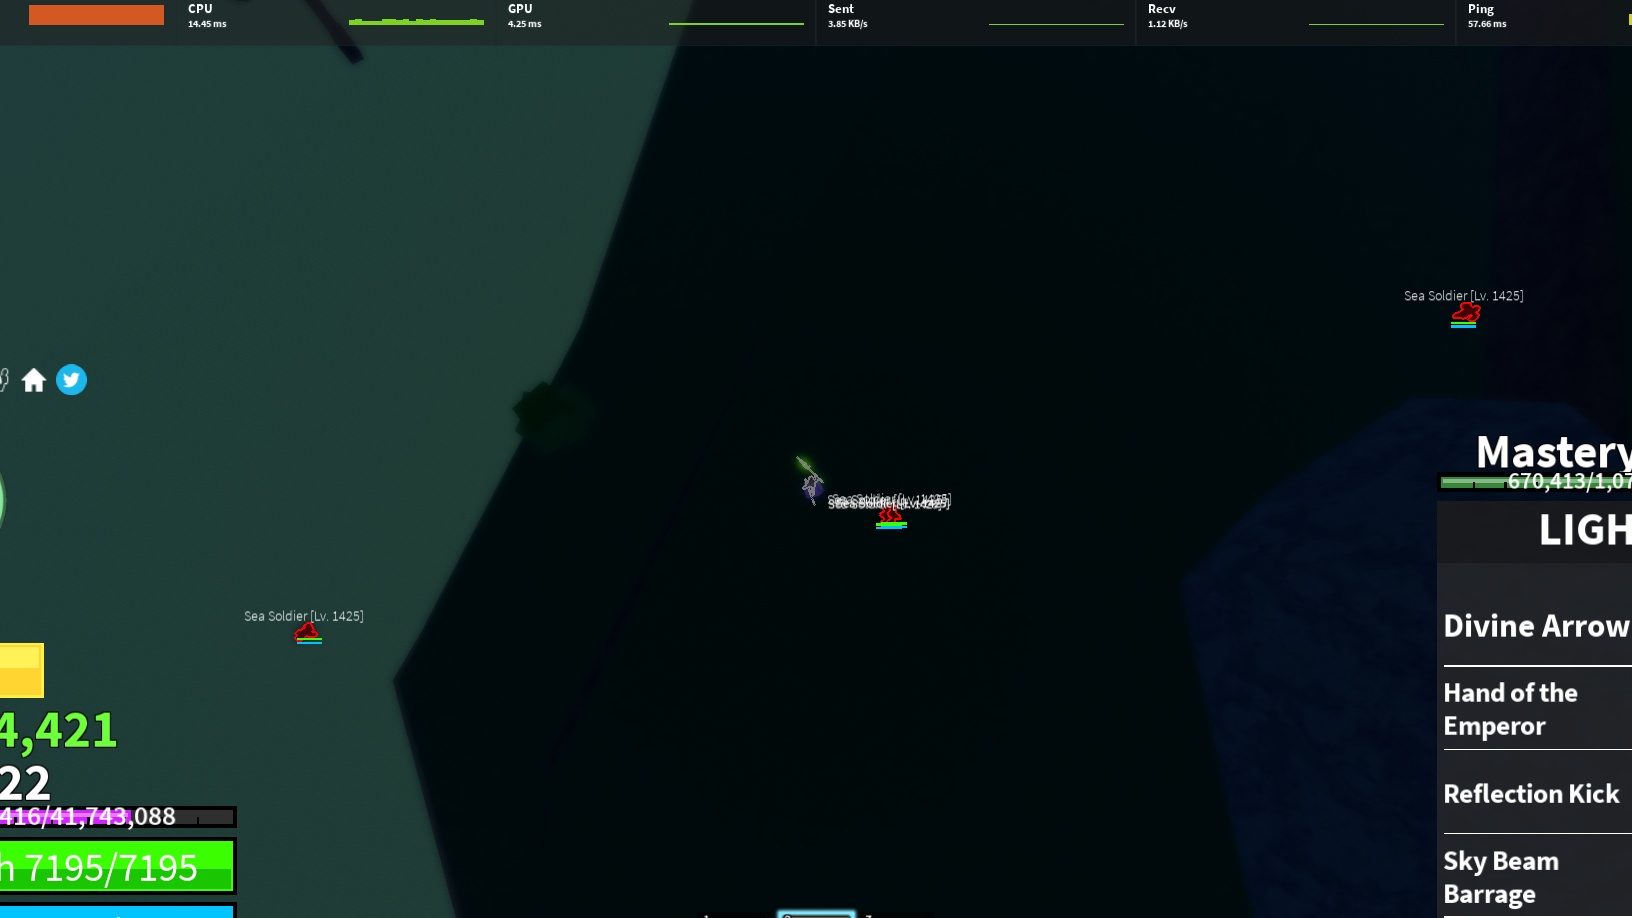 CPU
14.45 ms
GPU
4.25 ms
Sent
3.85 KB/s
Recv
1.12 KB/s
Ping
57.66 ms
Sea Soldier [Lv. 1425]
Mastery
670,413/1,07
LIGH
Sea Soldier [Lv. 1425]
Divine Arrow
Hand of the
Emperor
Reflection Kick
Sky Beam
Barrage
4,421
22
416/41,743,088
h 7195/7195